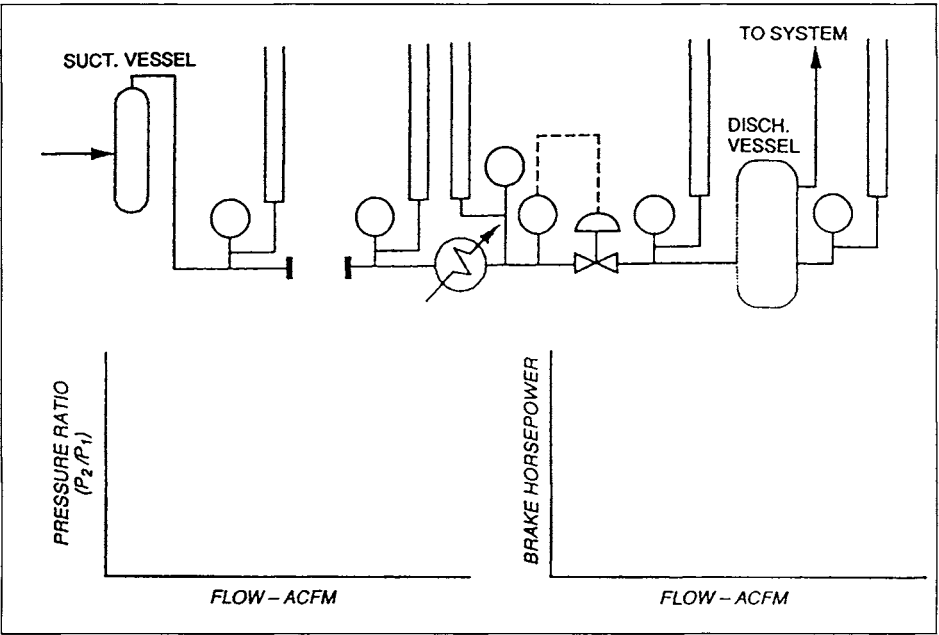 SUCT. VESSEL
TO SYSTEM
DISCH.
VESSEL
PRESSURE RATIO
(P₂/P₁)
FLOW – ACFM
BRAKE HORSEPOWER
FLOW – ACFM